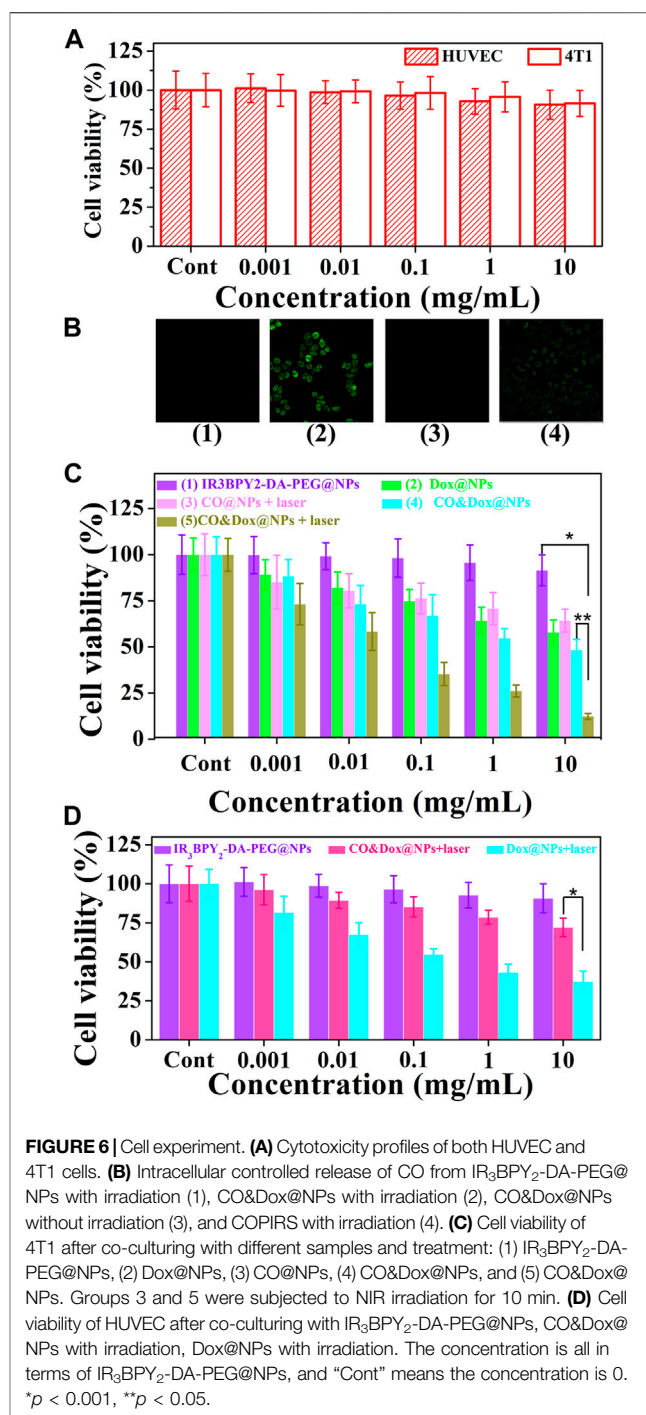 A
125
100
75
50
25
0
Cell viability (%)
HUVEC 4T1
Cont 0.001 0.01 0.1 1 10
Concentration (mg/mL)
B
(1) (2) (3) (4)
C
125
100
75
50
25
0
Cell viability (%)
(1) IR3BPY2-DA-PEG@NPs (2) Dox@NPs
(3) CO@NPs + laser (4) CO&Dox@NPs
(5)CO&Dox@NPs + laser
*
**
Cont 0.001 0.01 0.1 1 10
Concentration (mg/mL)
D
125
100
75
50
25
0
Cell viability (%)
IR₃BPY₂-DA-PEG@NPs CO&Dox@NPs+laser Dox@NPs+laser
*
Cont 0.001 0.01 0.1 1 10
Concentration (mg/mL)
FIGURE 6 | Cell experiment. (A) Cytotoxicity profiles of both HUVEC and
4T1 cells. (B) Intracellular controlled release of CO from IR₃BPY₂-DA-PEG@
NPs with irradiation (1), CO&Dox@NPs with irradiation (2), CO&Dox@NPs
without irradiation (3), and COPIRS with irradiation (4). (C) Cell viability of
4T1 after co-culturing with different samples and treatment: (1) IR₃BPY₂-DA-
PEG@NPs, (2) Dox@NPs, (3) CO@NPs, (4) CO&Dox@NPs, and (5) CO&Dox@
NPs. Groups 3 and 5 were subjected to NIR irradiation for 10 min. (D) Cell
viability of HUVEC after co-culturing with IR₃BPY₂-DA-PEG@NPs, CO&Dox@
NPs with irradiation, Dox@NPs with irradiation. The concentration is all in
terms of IR₃BPY₂-DA-PEG@NPs, and “Cont” means the concentration is 0.
*p < 0.001, **p < 0.05.